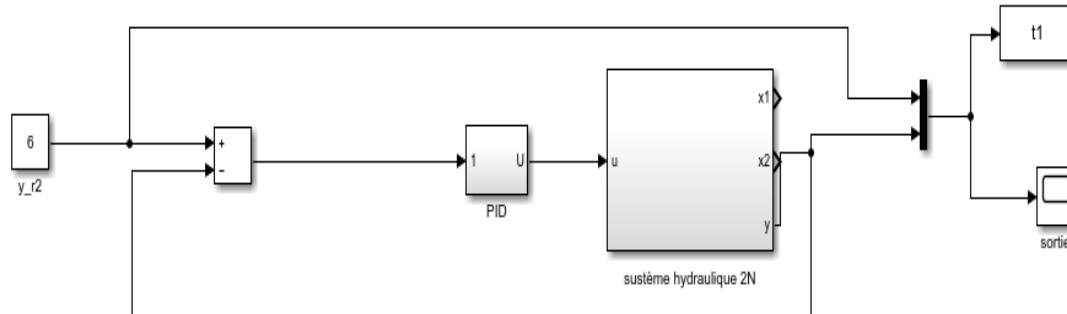 t1
6
y_r2
+
−
1
U
PID
u
x1
x2
y
sustème hydraulique 2N
sortie